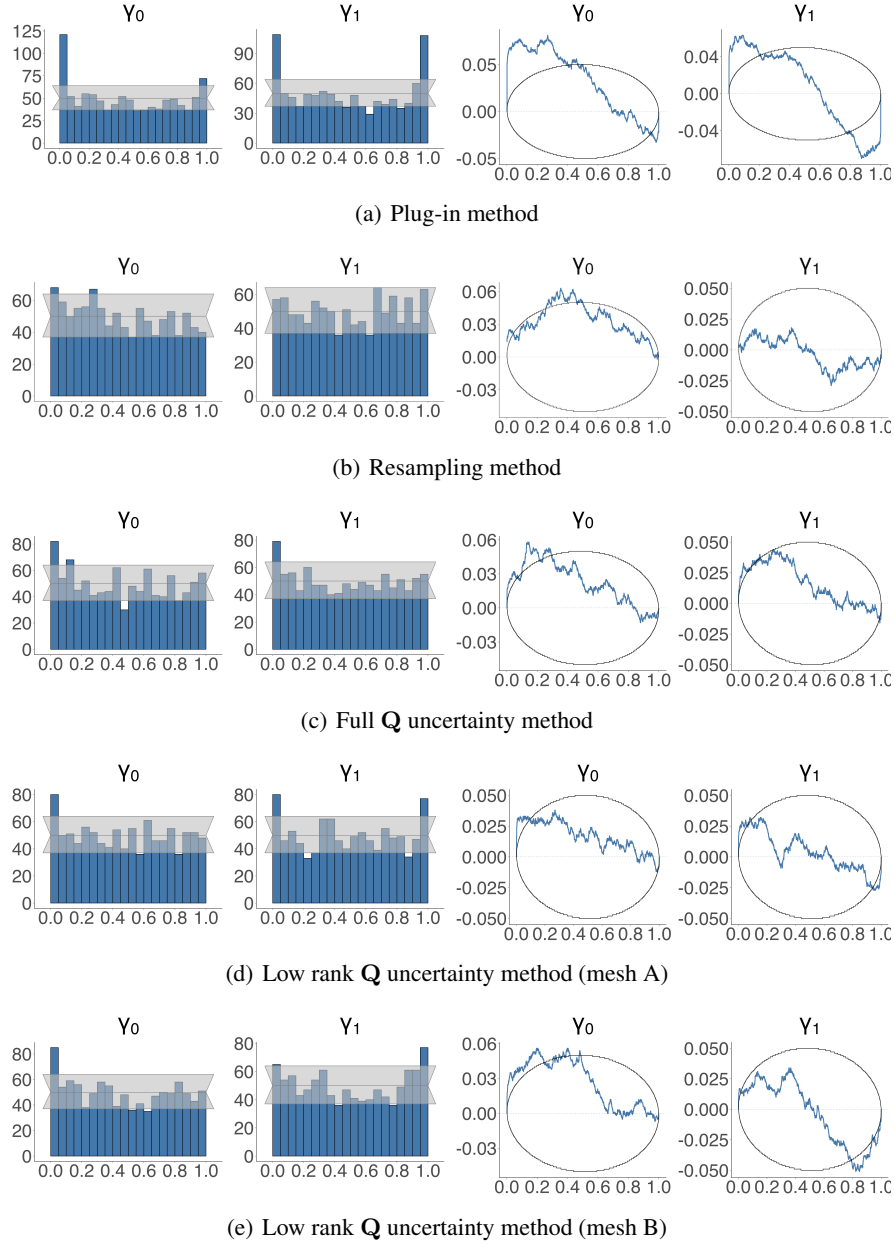 γ₀ γ₁ γ₀ γ₁
125 100 75 50 25 0
90 60 30 0
0.05 0.00 -0.05
0.04 0.00 -0.04
0.0 0.2 0.4 0.6 0.8 1.0 0.0 0.2 0.4 0.6 0.8 1.0 0.0 0.2 0.4 0.6 0.8 1.0 0.0 0.2 0.4 0.6 0.8 1.0
(a) Plug-in method
γ₀ γ₁ γ₀ γ₁
60 40 20 0
60 40 20 0
0.06 0.03 0.00 -0.03
0.050 0.025 0.000 -0.025 -0.050
0.0 0.2 0.4 0.6 0.8 1.0 0.0 0.2 0.4 0.6 0.8 1.0 0.0 0.2 0.4 0.6 0.8 1.0 0.0 0.2 0.4 0.6 0.8 1.0
(b) Resampling method
γ₀ γ₁ γ₀ γ₁
80 60 40 20 0
80 60 40 20 0
0.06 0.03 0.00 -0.03
0.050 0.025 0.000 -0.025 -0.050
0.0 0.2 0.4 0.6 0.8 1.0 0.0 0.2 0.4 0.6 0.8 1.0 0.0 0.2 0.4 0.6 0.8 1.0 0.0 0.2 0.4 0.6 0.8 1.0
(c) Full Q uncertainty method
γ₀ γ₁ γ₀ γ₁
80 60 40 20 0
80 60 40 20 0
0.050 0.025 0.000 -0.025 -0.050
0.050 0.025 0.000 -0.025 -0.050
0.0 0.2 0.4 0.6 0.8 1.0 0.0 0.2 0.4 0.6 0.8 1.0 0.0 0.2 0.4 0.6 0.8 1.0 0.0 0.2 0.4 0.6 0.8 1.0
(d) Low rank Q uncertainty method (mesh A)
γ₀ γ₁ γ₀ γ₁
80 60 40 20 0
80 60 40 20 0
0.06 0.03 0.00 -0.03
0.050 0.025 0.000 -0.025 -0.050
0.0 0.2 0.4 0.6 0.8 1.0 0.0 0.2 0.4 0.6 0.8 1.0 0.0 0.2 0.4 0.6 0.8 1.0 0.0 0.2 0.4 0.6 0.8 1.0
(e) Low rank Q uncertainty method (mesh B)